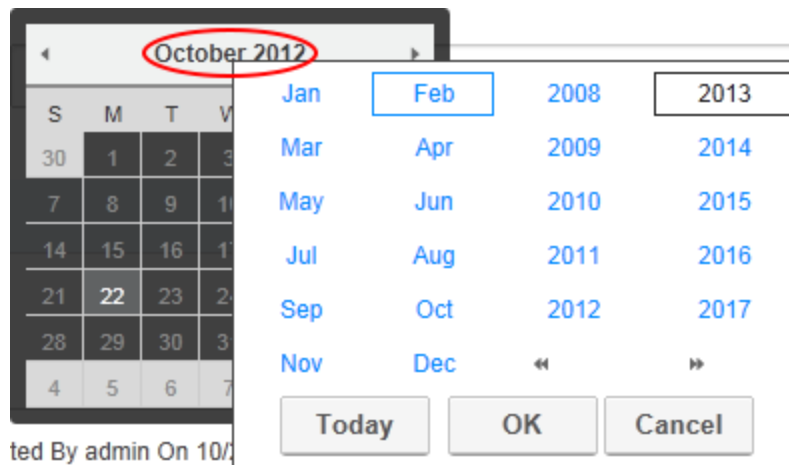 October 2012
S M T
30 1 2 3
7 8 9
14 15 16
21 22 23
28 29 30
4 5 6 7
Jan Feb 2008 2013
Mar Apr 2009 2014
May Jun 2010 2015
Jul Aug 2011 2016
Sep Oct 2012 2017
Nov Dec
Today OK Cancel
ted By admin On 10/